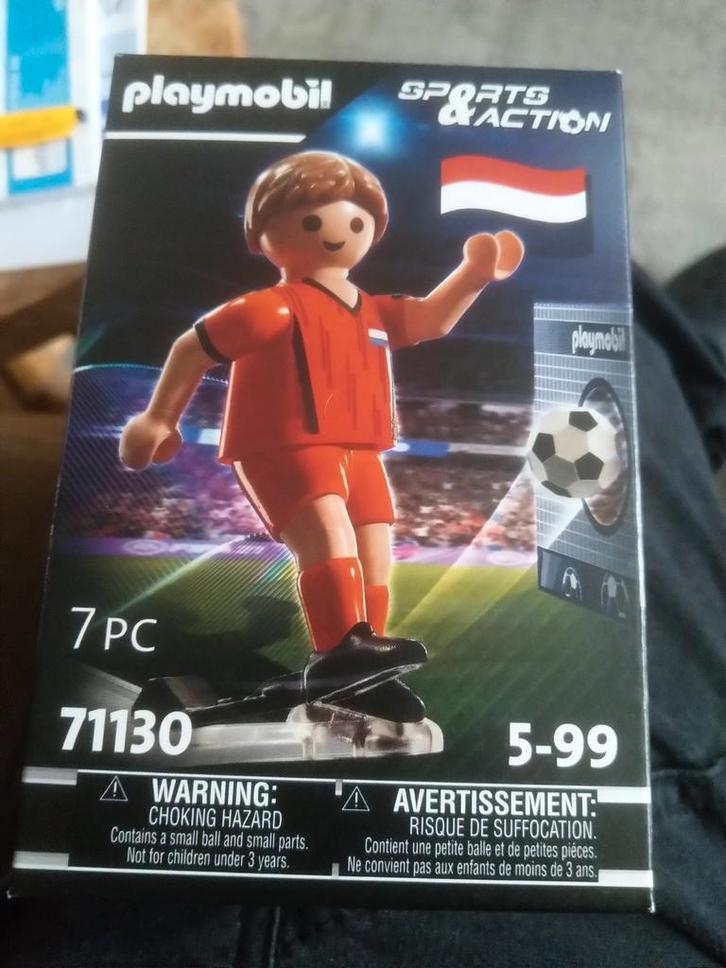 playmobil
SPORTS
&ACTION
playmobil
7 PC
71130
5-99
WARNING:
CHOKING HAZARD
Contains a small ball and small parts.
Not for children under 3 years.
AVERTISSEMENT:
RISQUE DE SUFFOCATION.
Contient une petite balle et de petites pièces.
Ne convient pas aux enfants de moins de 3 ans.